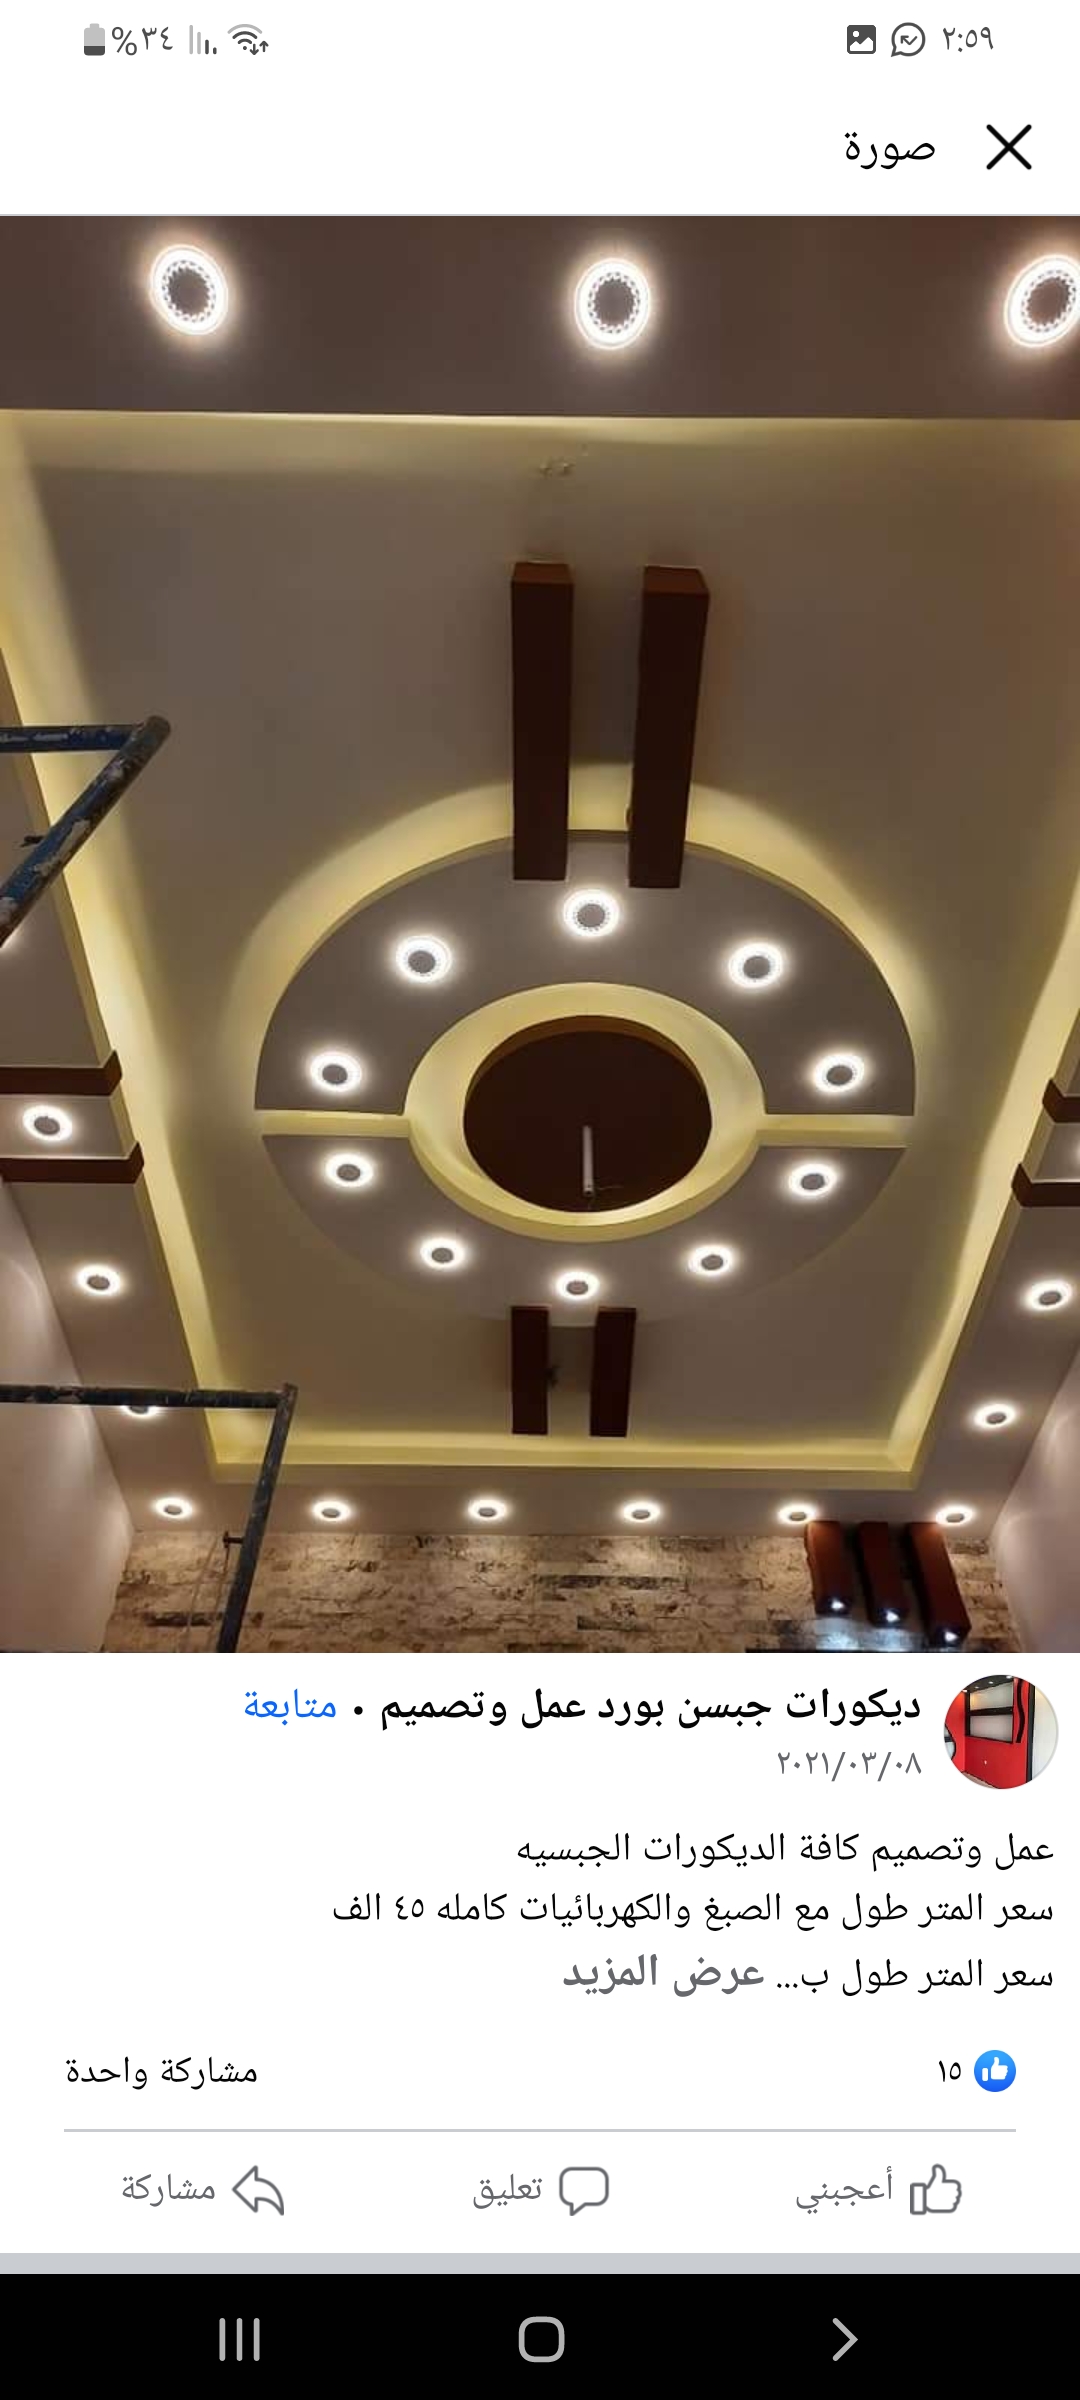 ٢:٥٩
%٣٤
صورة
ديكورات جبسن بورد عمل وتصميم • متابعة
٢٠٢١/٠٣/٠٨
عمل وتصميم كافة الديكورات الجبسيه
سعر المتر طول مع الصبغ والكهربائيات كامله ٤٥ الف
سعر المتر طول ب... عرض المزيد
١٥
مشاركة واحدة
أعجبني
تعليق
مشاركة